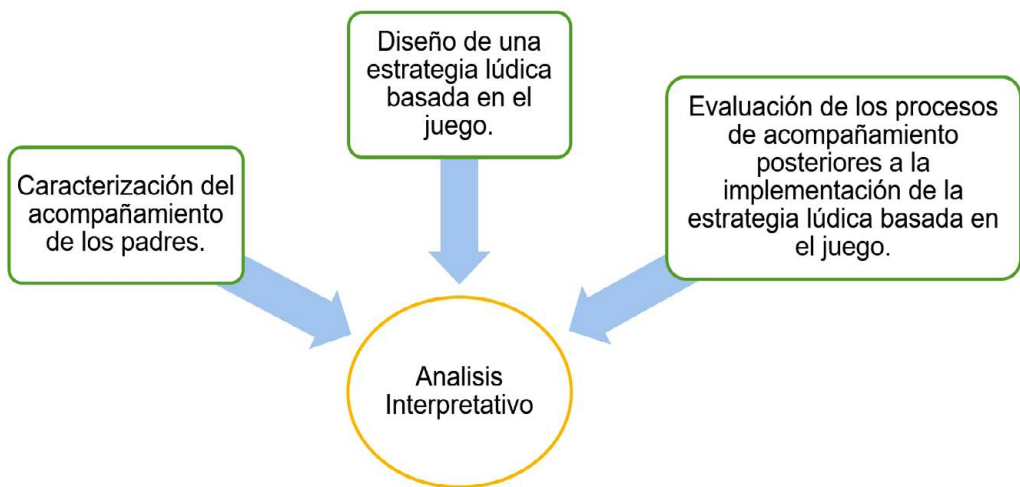 Diseño de una
estrategia lúdica
basada en el
juego.
Evaluación de los procesos
de acompañamiento
posteriores a la
implementación de la
estrategia lúdica basada en
el juego.
Caracterización del
acompañamiento
de los padres.
Analisis
Interpretativo